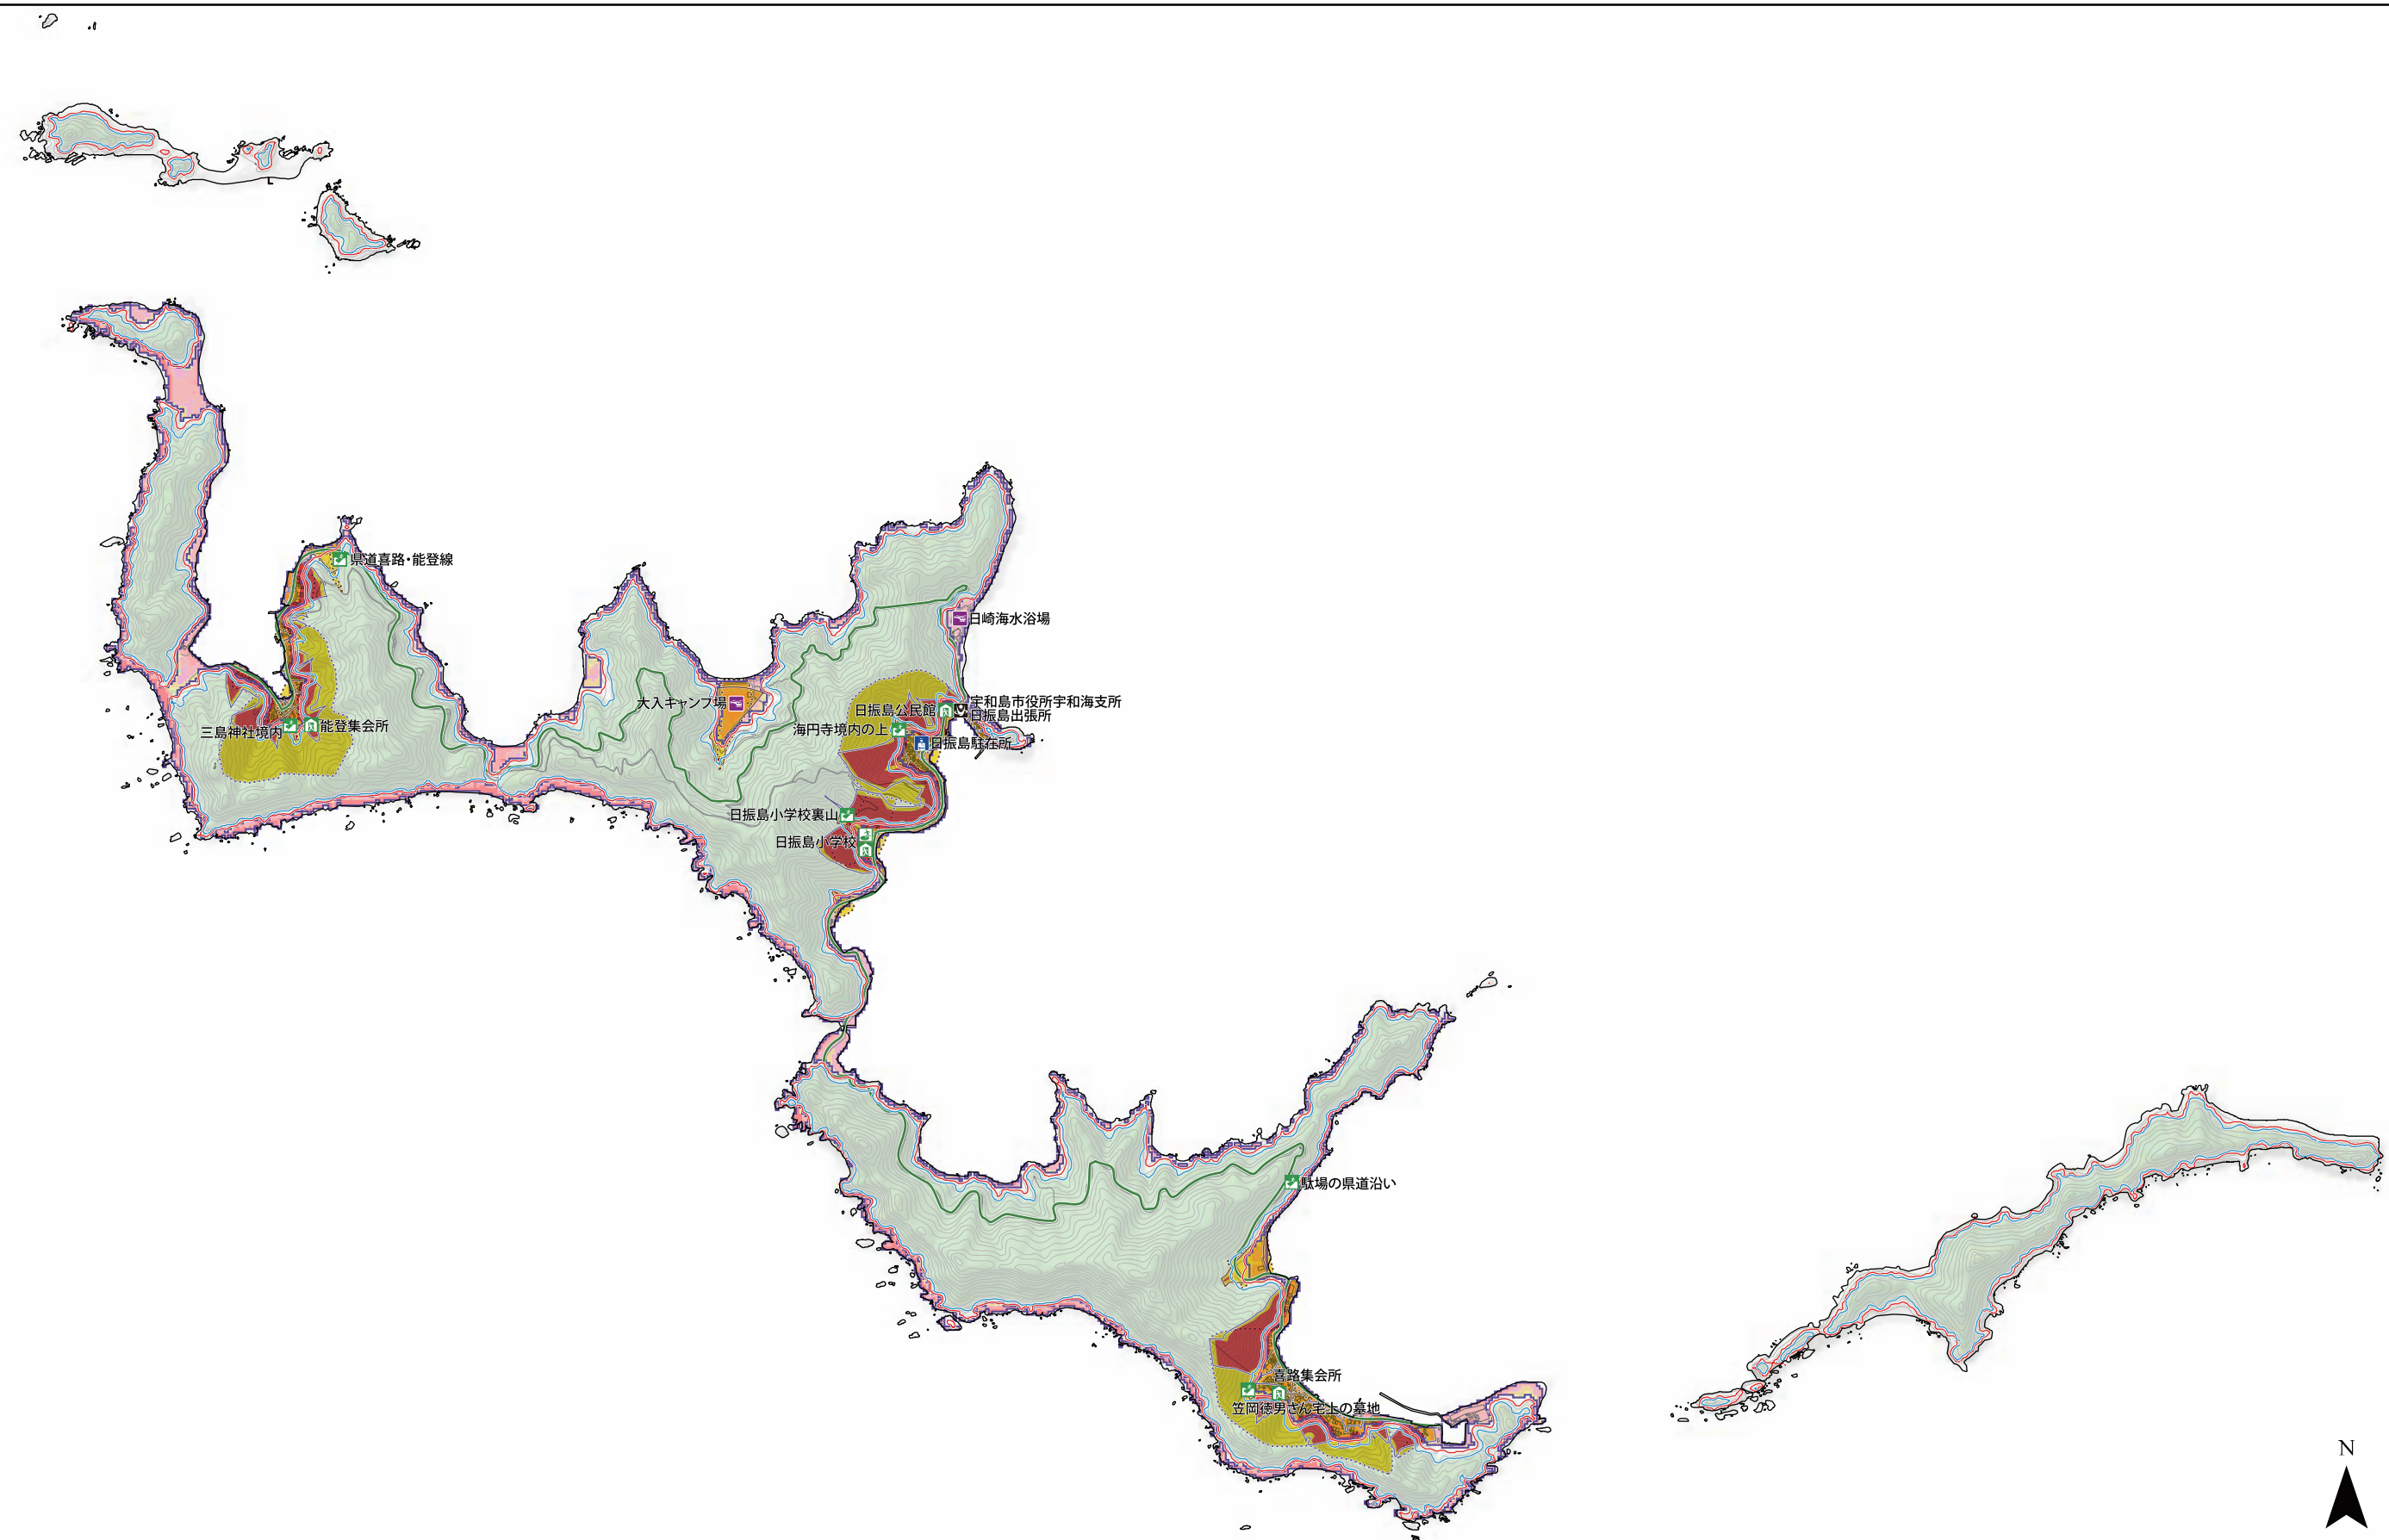 県道喜路・能登線
日崎海水浴場
大入キャンプ場
宇和島市役所宇和海支所
日振島出張所
日振島公民館
三島神社境内
能登集会所
海円寺境内の上
日振島駐在所
日振島小学校裏山
日振島小学校
駄場の県道沿い
喜路集会所
笠岡徳男さん宅上の墓地
N